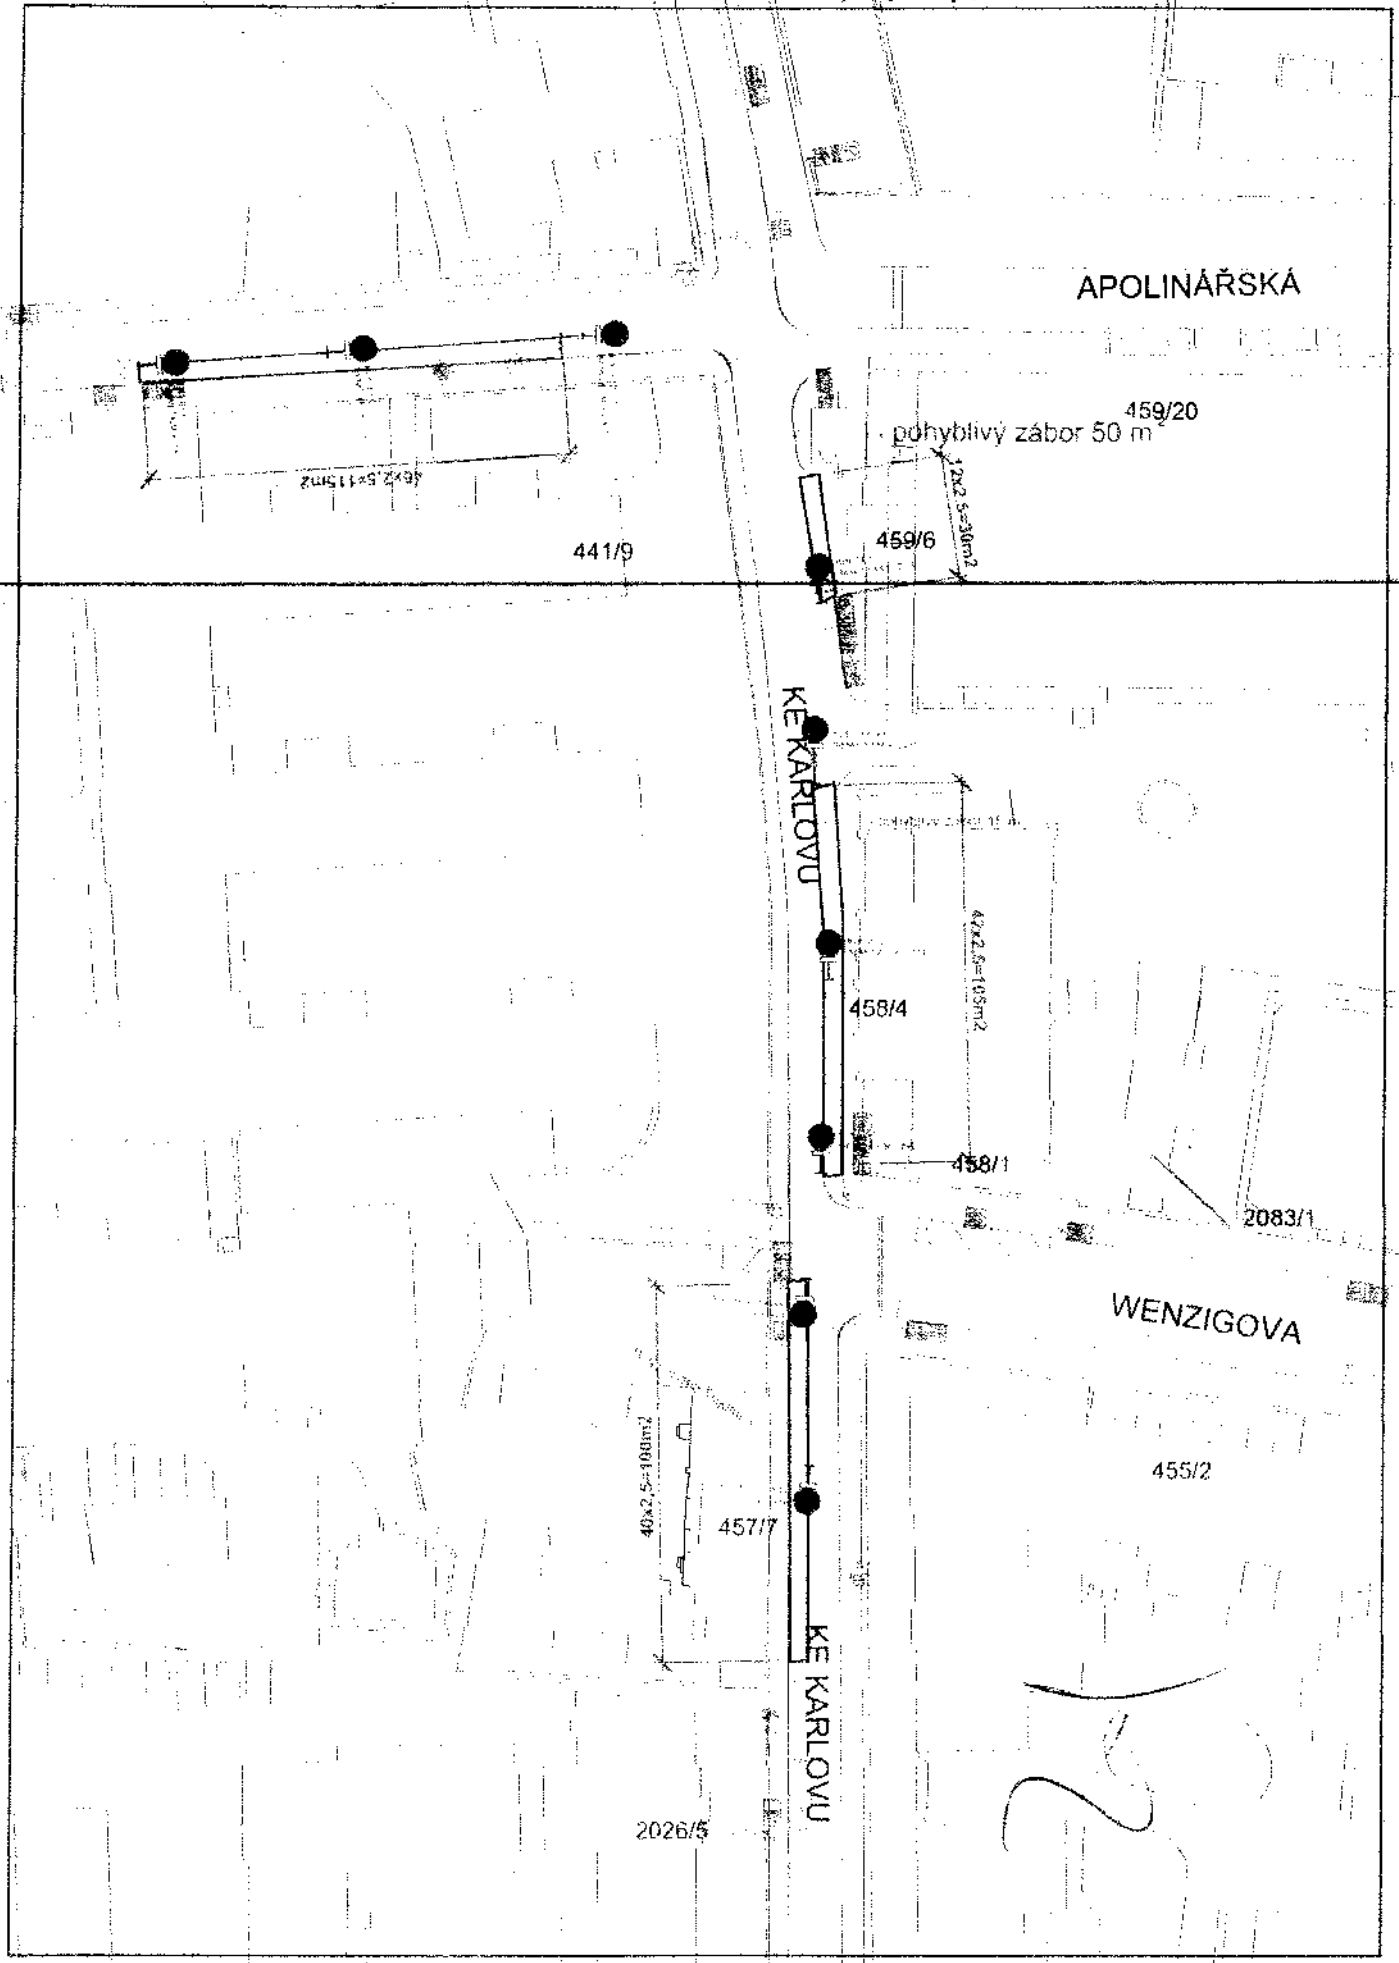 APOLINÁŘSKÁ
459/20
pohyblivý zábor 50 m²
46x2,5=115m2
12x2,5=30m2
441/9
459/6
KE KARLOVU
42x2,5=105m2
458/4
458/1
2083/1
WENZIGOVA
40x2,5=100m2
455/2
457/7
KE KARLOVU
2026/5